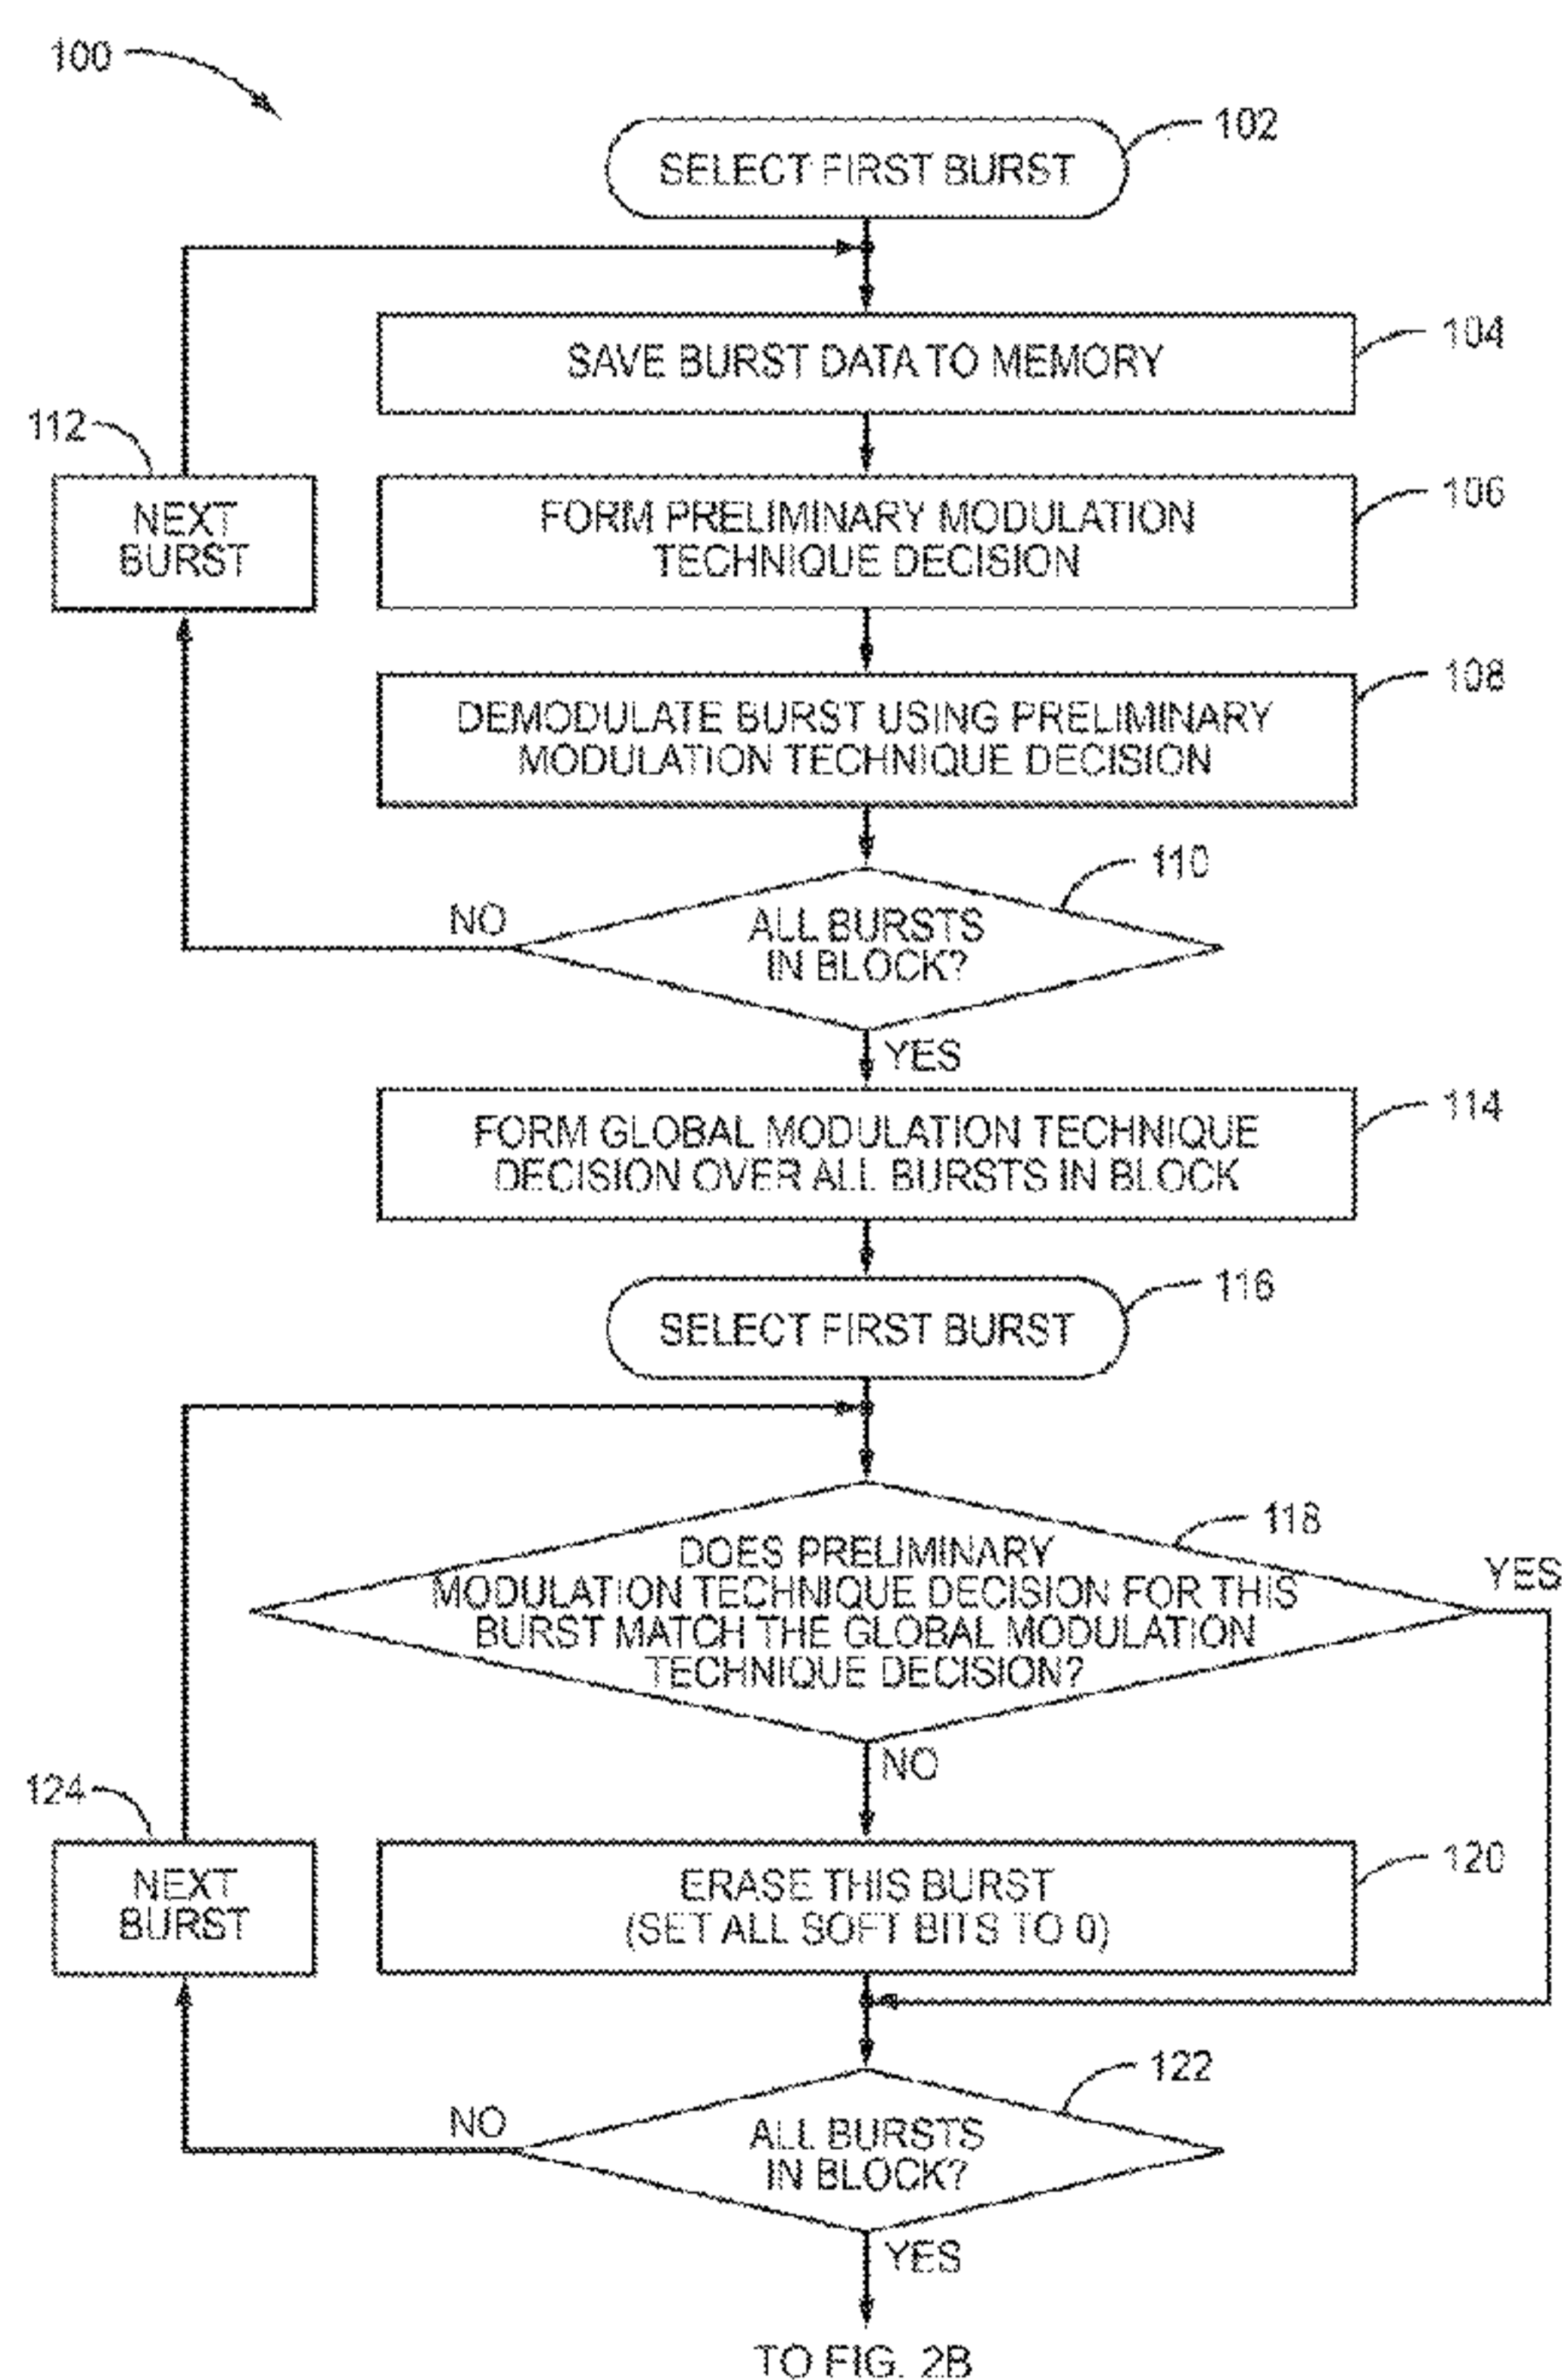 100
102
SELECT FIRST BURST
104
SAVE BURST DATA TO MEMORY
112
NEXT
BURST
106
FORM PRELIMINARY MODULATION
TECHNIQUE DECISION
108
DEMODULATE BURST USING PRELIMINARY
MODULATION TECHNIQUE DECISION
110
NO
ALL BURSTS
IN BLOCK?
YES
114
FORM GLOBAL MODULATION TECHNIQUE
DECISION OVER ALL BURSTS IN BLOCK
116
SELECT FIRST BURST
118
YES
DOES PRELIMINARY
MODULATION TECHNIQUE DECISION FOR THIS
BURST MATCH THE GLOBAL MODULATION
TECHNIQUE DECISION?
NO
124
NEXT
BURST
120
ERASE THIS BURST
(SET ALL SOFT BITS TO 0)
122
NO
ALL BURSTS
IN BLOCK?
YES
TO FIG. 2B